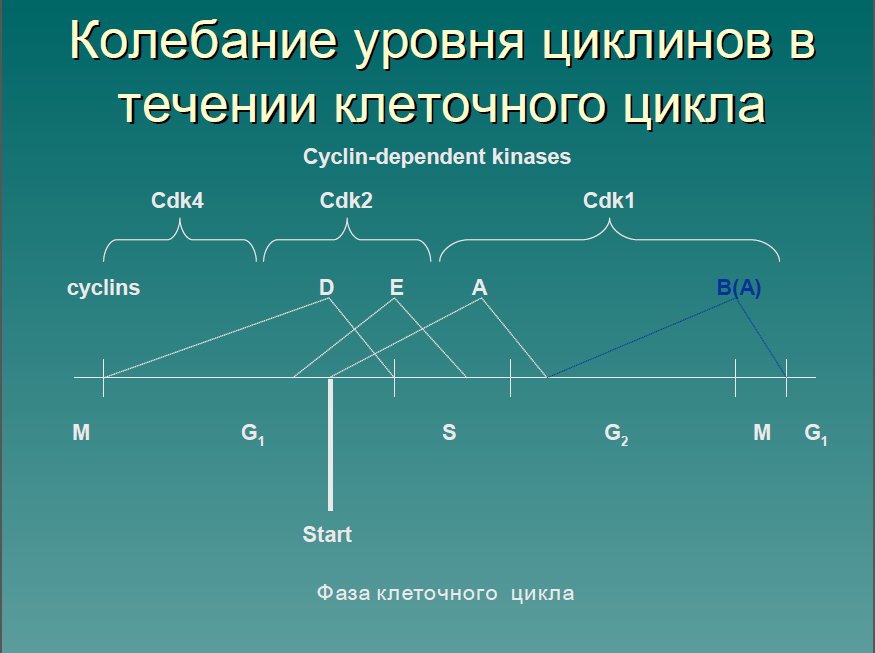 Колебание уровня циклинов в
течении клеточного цикла
Cyclin-dependent kinases
Cdk4 Cdk2 Cdk1
cyclins D E A B(A)
M G1 S G2 M G1
Start
Фаза клеточного цикла